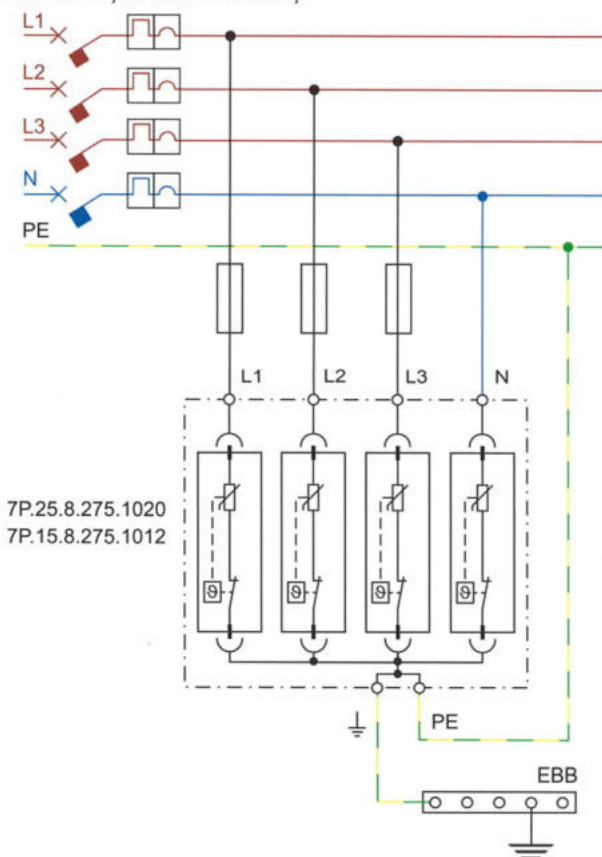 L1
L2
L3
N
PE
L1 L2 L3 N
7P.25.8.275.1020
7P.15.8.275.1012
ϑ ϑ ϑ ϑ
PE
EBB